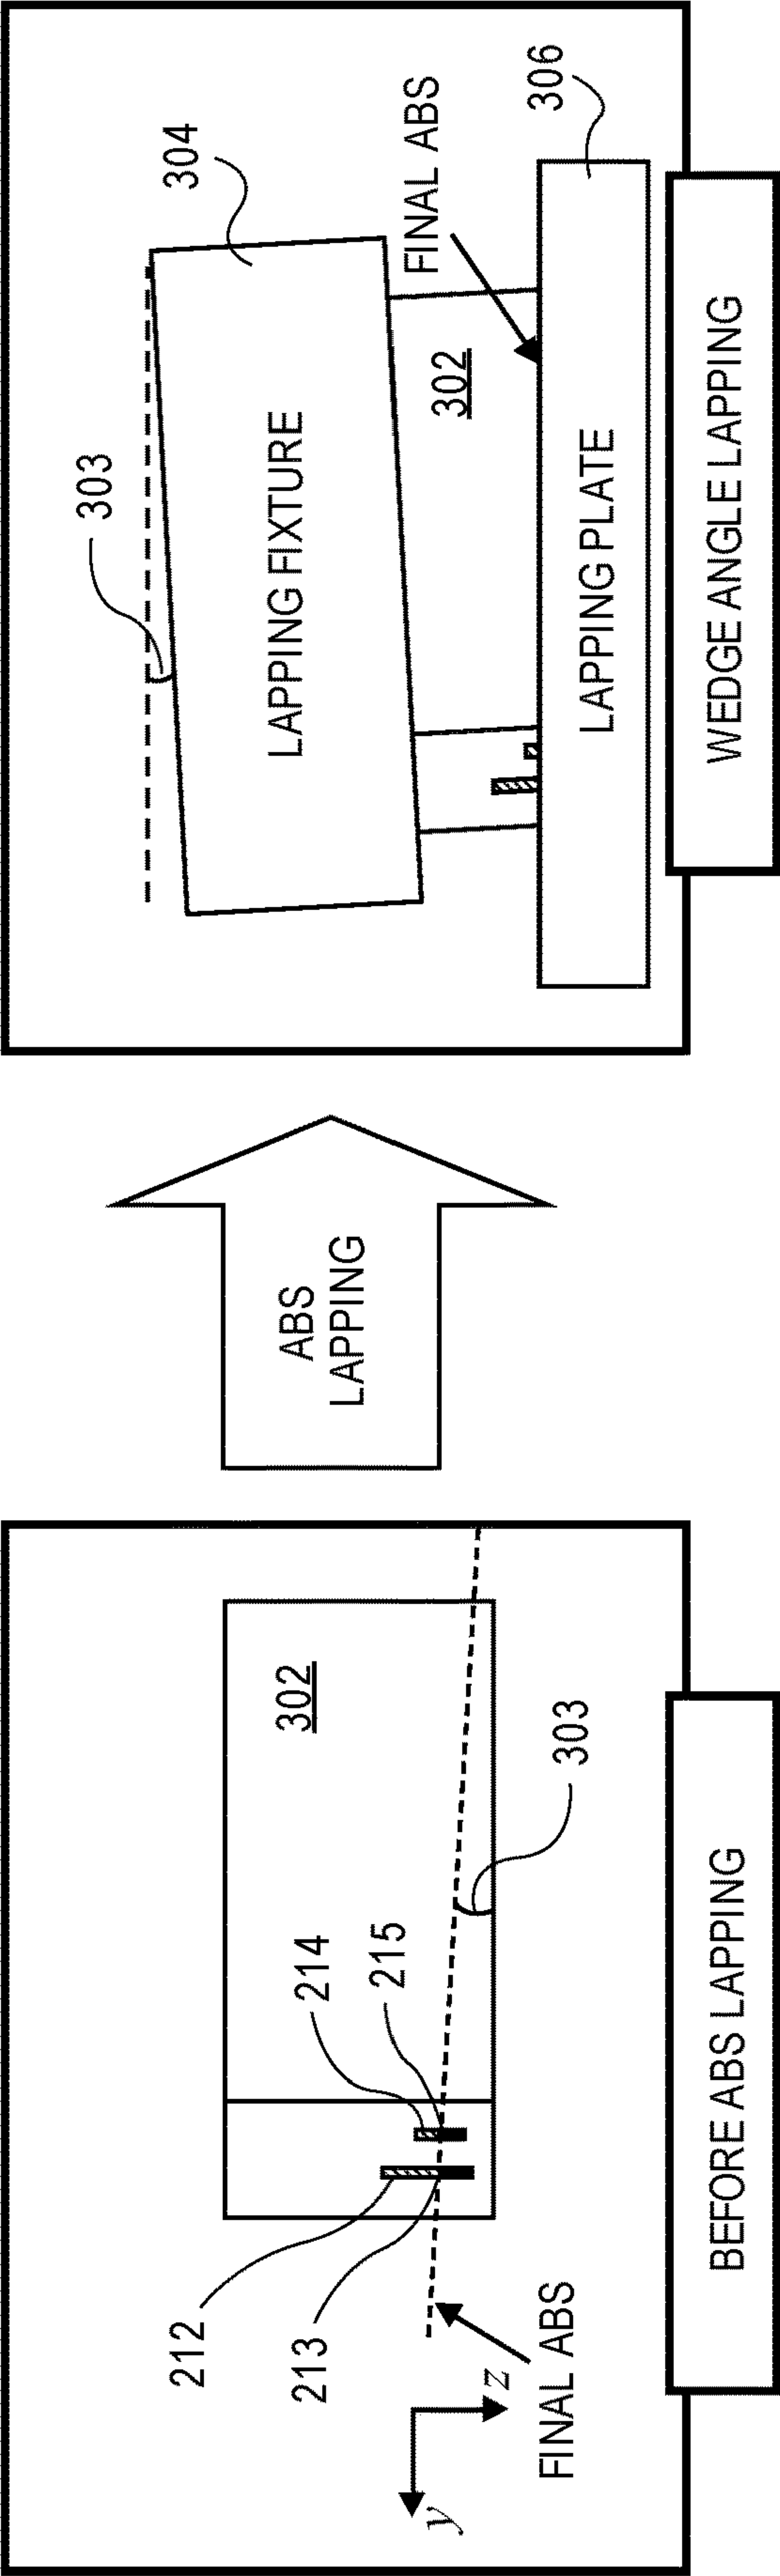 302
214
215
212
213
303
y
z
FINAL ABS
BEFORE ABS LAPPING
ABS
LAPPING
303
304
LAPPING FIXTURE
302
FINAL ABS
306
LAPPING PLATE
WEDGE ANGLE LAPPING